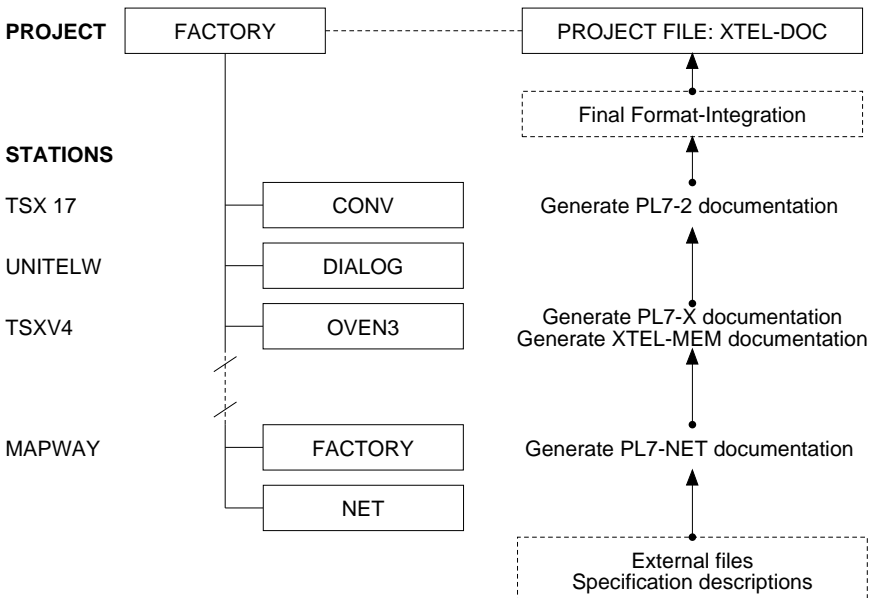 PROJECT FACTORY PROJECT FILE: XTEL-DOC
Final Format-Integration
STATIONS
TSX 17 CONV Generate PL7-2 documentation
UNITELW DIALOG
TSXV4 OVEN3 Generate PL7-X documentation
Generate XTEL-MEM documentation
MAPWAY FACTORY Generate PL7-NET documentation
NET
External files
Specification descriptions